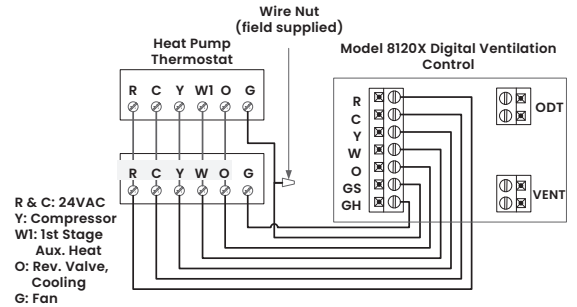 Wire Nut
(field supplied)
Heat Pump
Thermostat
Model 8120X Digital Ventilation
Control
R C Y W1 O G
R
C
Y
W
O
GS
GH
ODT
VENT
R C Y W O G
R & C: 24VAC
Y: Compressor
W1: 1st Stage
Aux. Heat
O: Rev. Valve,
Cooling
G: Fan